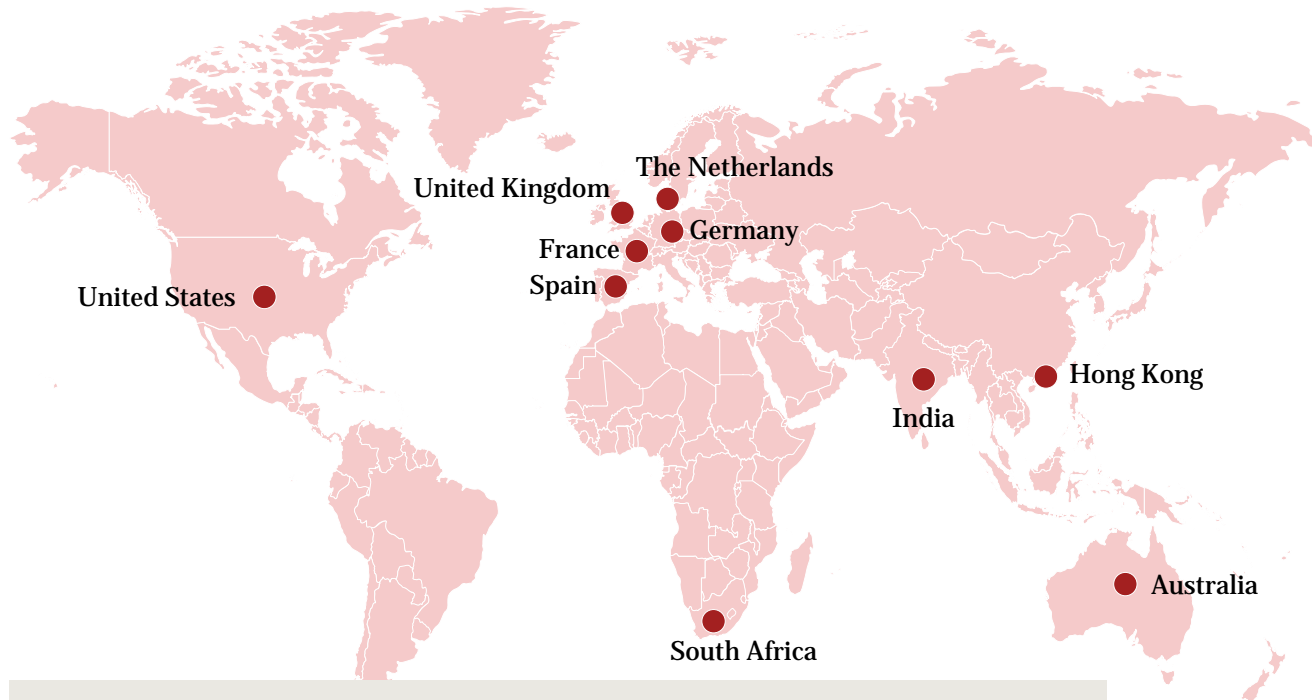 The Netherlands
United Kingdom
Germany
France
Spain
United States
Hong Kong
India
Australia
South Africa